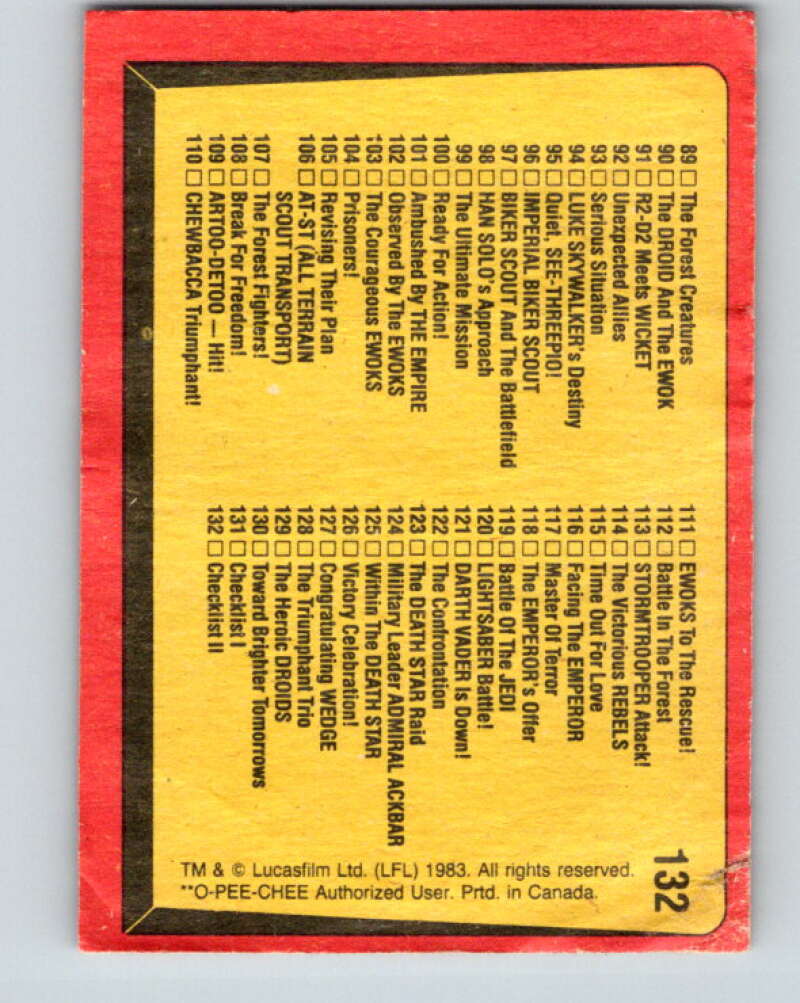 132
89 □ The Forest Creatures
90 □ The DROID And The EWOK
91 □ R2-D2 Meets WICKET
92 □ Unexpected Allies
93 □ Serious Situation
94 □ LUKE SKYWALKER's Destiny
95 □ Quiet, SEE-THREEPIO!
96 □ IMPERIAL BIKER SCOUT
97 □ BIKER SCOUT And The Battlefield
98 □ HAN SOLO's Approach
99 □ The Ultimate Mission
100 □ Ready For Action!
101 □ Ambushed By THE EMPIRE
102 □ Observed By The EWOKS
103 □ The Courageous EWOKS
104 □ Prisoners!
105 □ Revising Their Plan
106 □ AT-ST (ALL TERRAIN
SCOUT TRANSPORT)
107 □ The Forest Fighters!
108 □ Break For Freedom!
109 □ ARTOO-DETOO — Hit!
110 □ CHEWBACCA Triumphant!
111 □ EWOKS To The Rescue!
112 □ Battle In The Forest
113 □ STORMTROOPER Attack!
114 □ The Victorious REBELS
115 □ Time Out For Love
116 □ Facing The EMPEROR
117 □ Master Of Terror
118 □ The EMPEROR's Offer
119 □ Battle Of The JEDI
120 □ LIGHTSABER Battle!
121 □ DARTH VADER Is Down!
122 □ The Confrontation
123 □ The DEATH STAR Raid
124 □ Military Leader ADMIRAL ACKBAR
125 □ Within The DEATH STAR
126 □ Victory Celebration!
127 □ Congratulating WEDGE
128 □ The Triumphant Trio
129 □ The Heroic DROIDS
130 □ Toward Brighter Tomorrows
131 □ Checklist I
132 □ Checklist II
TM & © Lucasfilm Ltd. (LFL) 1983. All rights reserved.
**O-PEE-CHEE Authorized User. Prtd. in Canada.